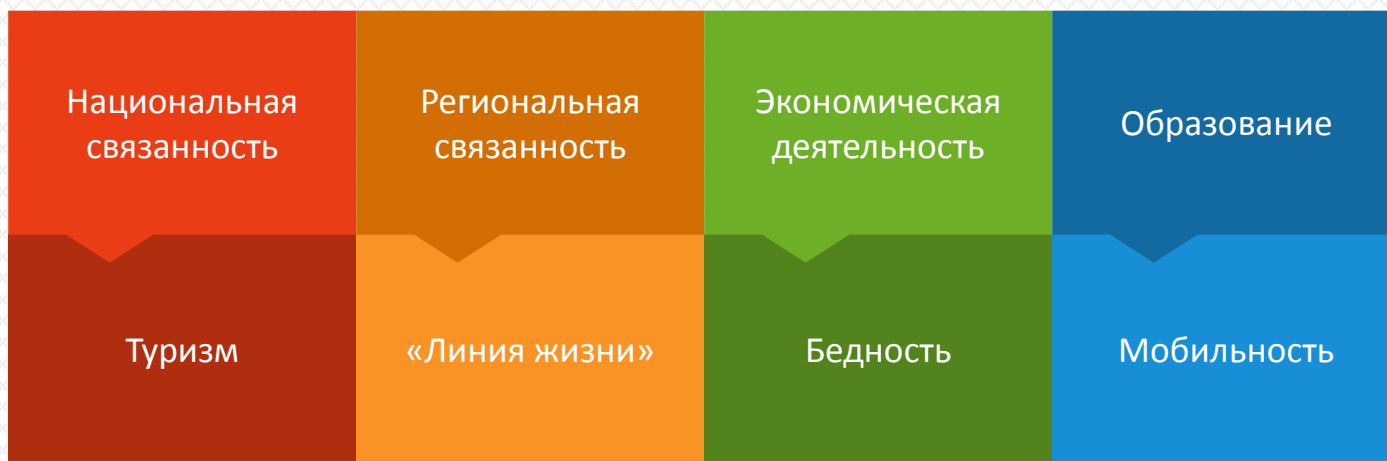 Национальная
связанность
Региональная
связанность
Экономическая
деятельность
Образование
Туризм
«Линия жизни»
Бедность
Мобильность